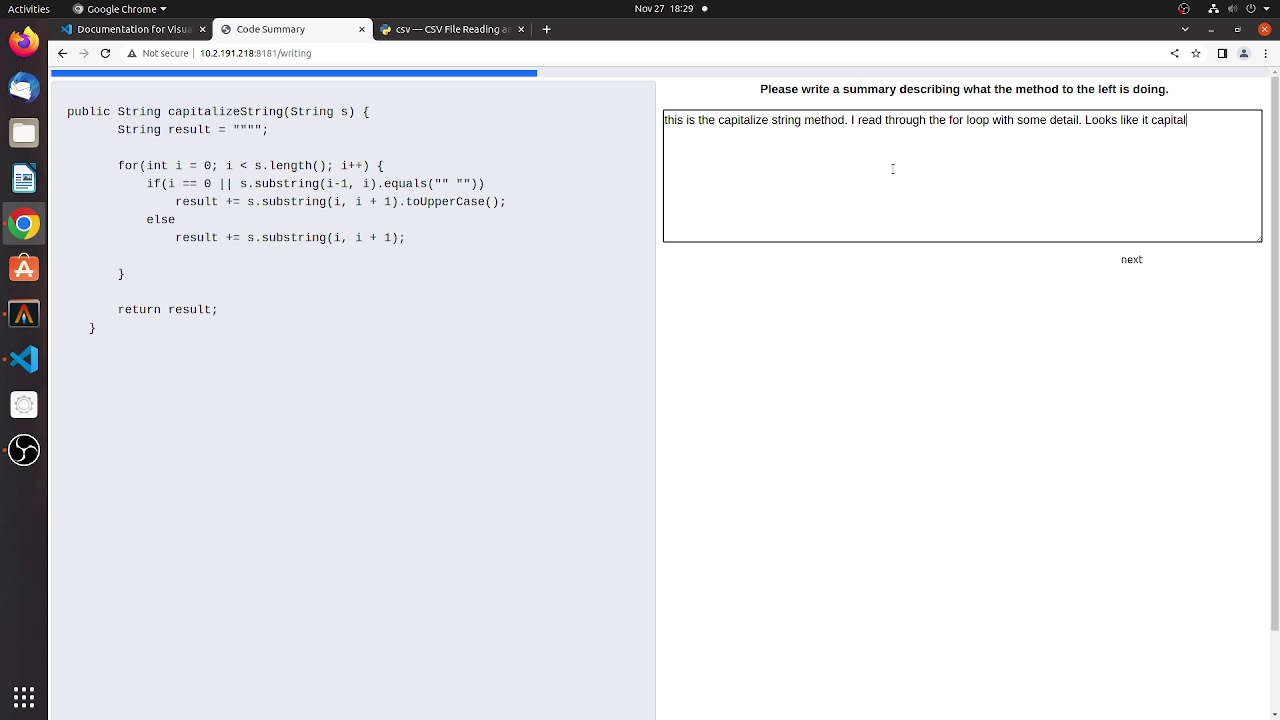 Activities
Google Chrome
Nov 27 18:29
Documentation for Visua
Code Summary
csv — CSV File Reading an
Not secure
10.2.191.218:8181/writing
public String capitalizeString(String s) {
String result = """";
for(int i = 0; i < s.length(); i++) {
if(i == 0 || s.substring(i-1, i).equals("" ""))
result += s.substring(i, i + 1).toUpperCase();
else
result += s.substring(i, i + 1);
}
return result;
}
Please write a summary describing what the method to the left is doing.
this is the capitalize string method. I read through the for loop with some detail. Looks like it capital
next